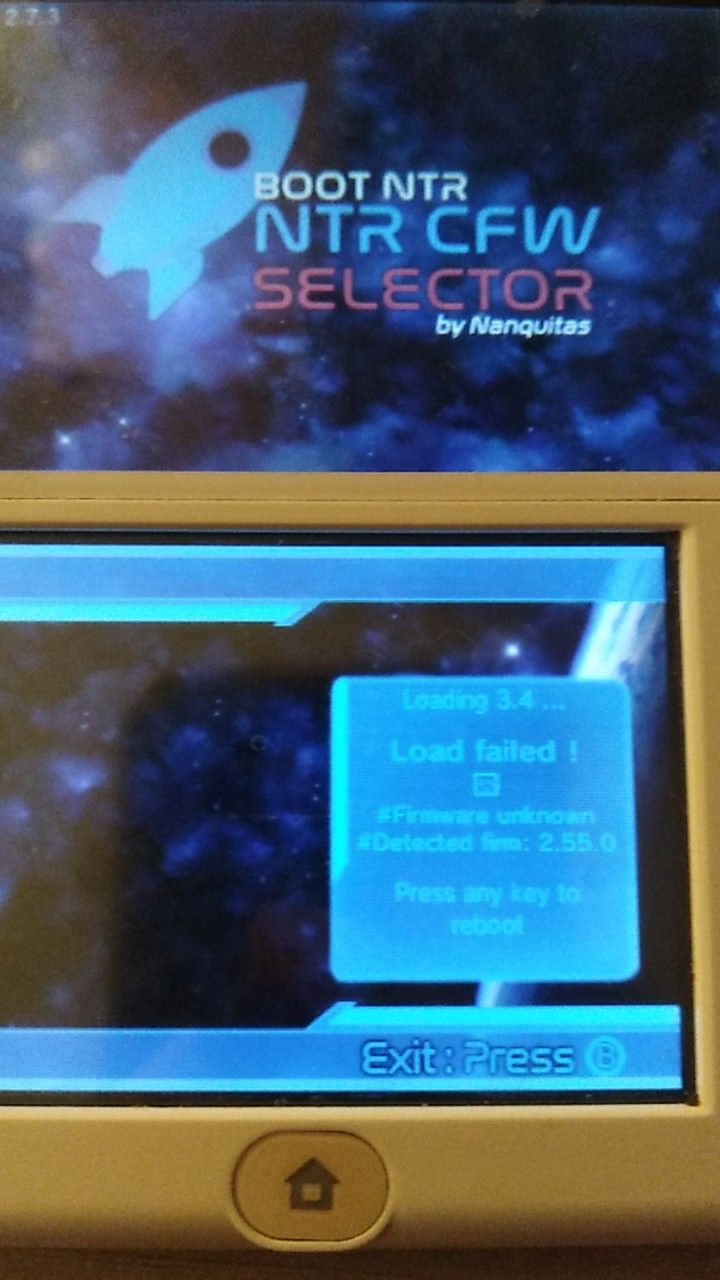 2.7.3
BOOT NTR
NTR CFW
SELECTOR
by Nanquitas
Loading 3.4 ...
Load failed !
#Firmware unknown
#Detected firm: 2.55.0
Press any key to
reboot
Exit : Press B